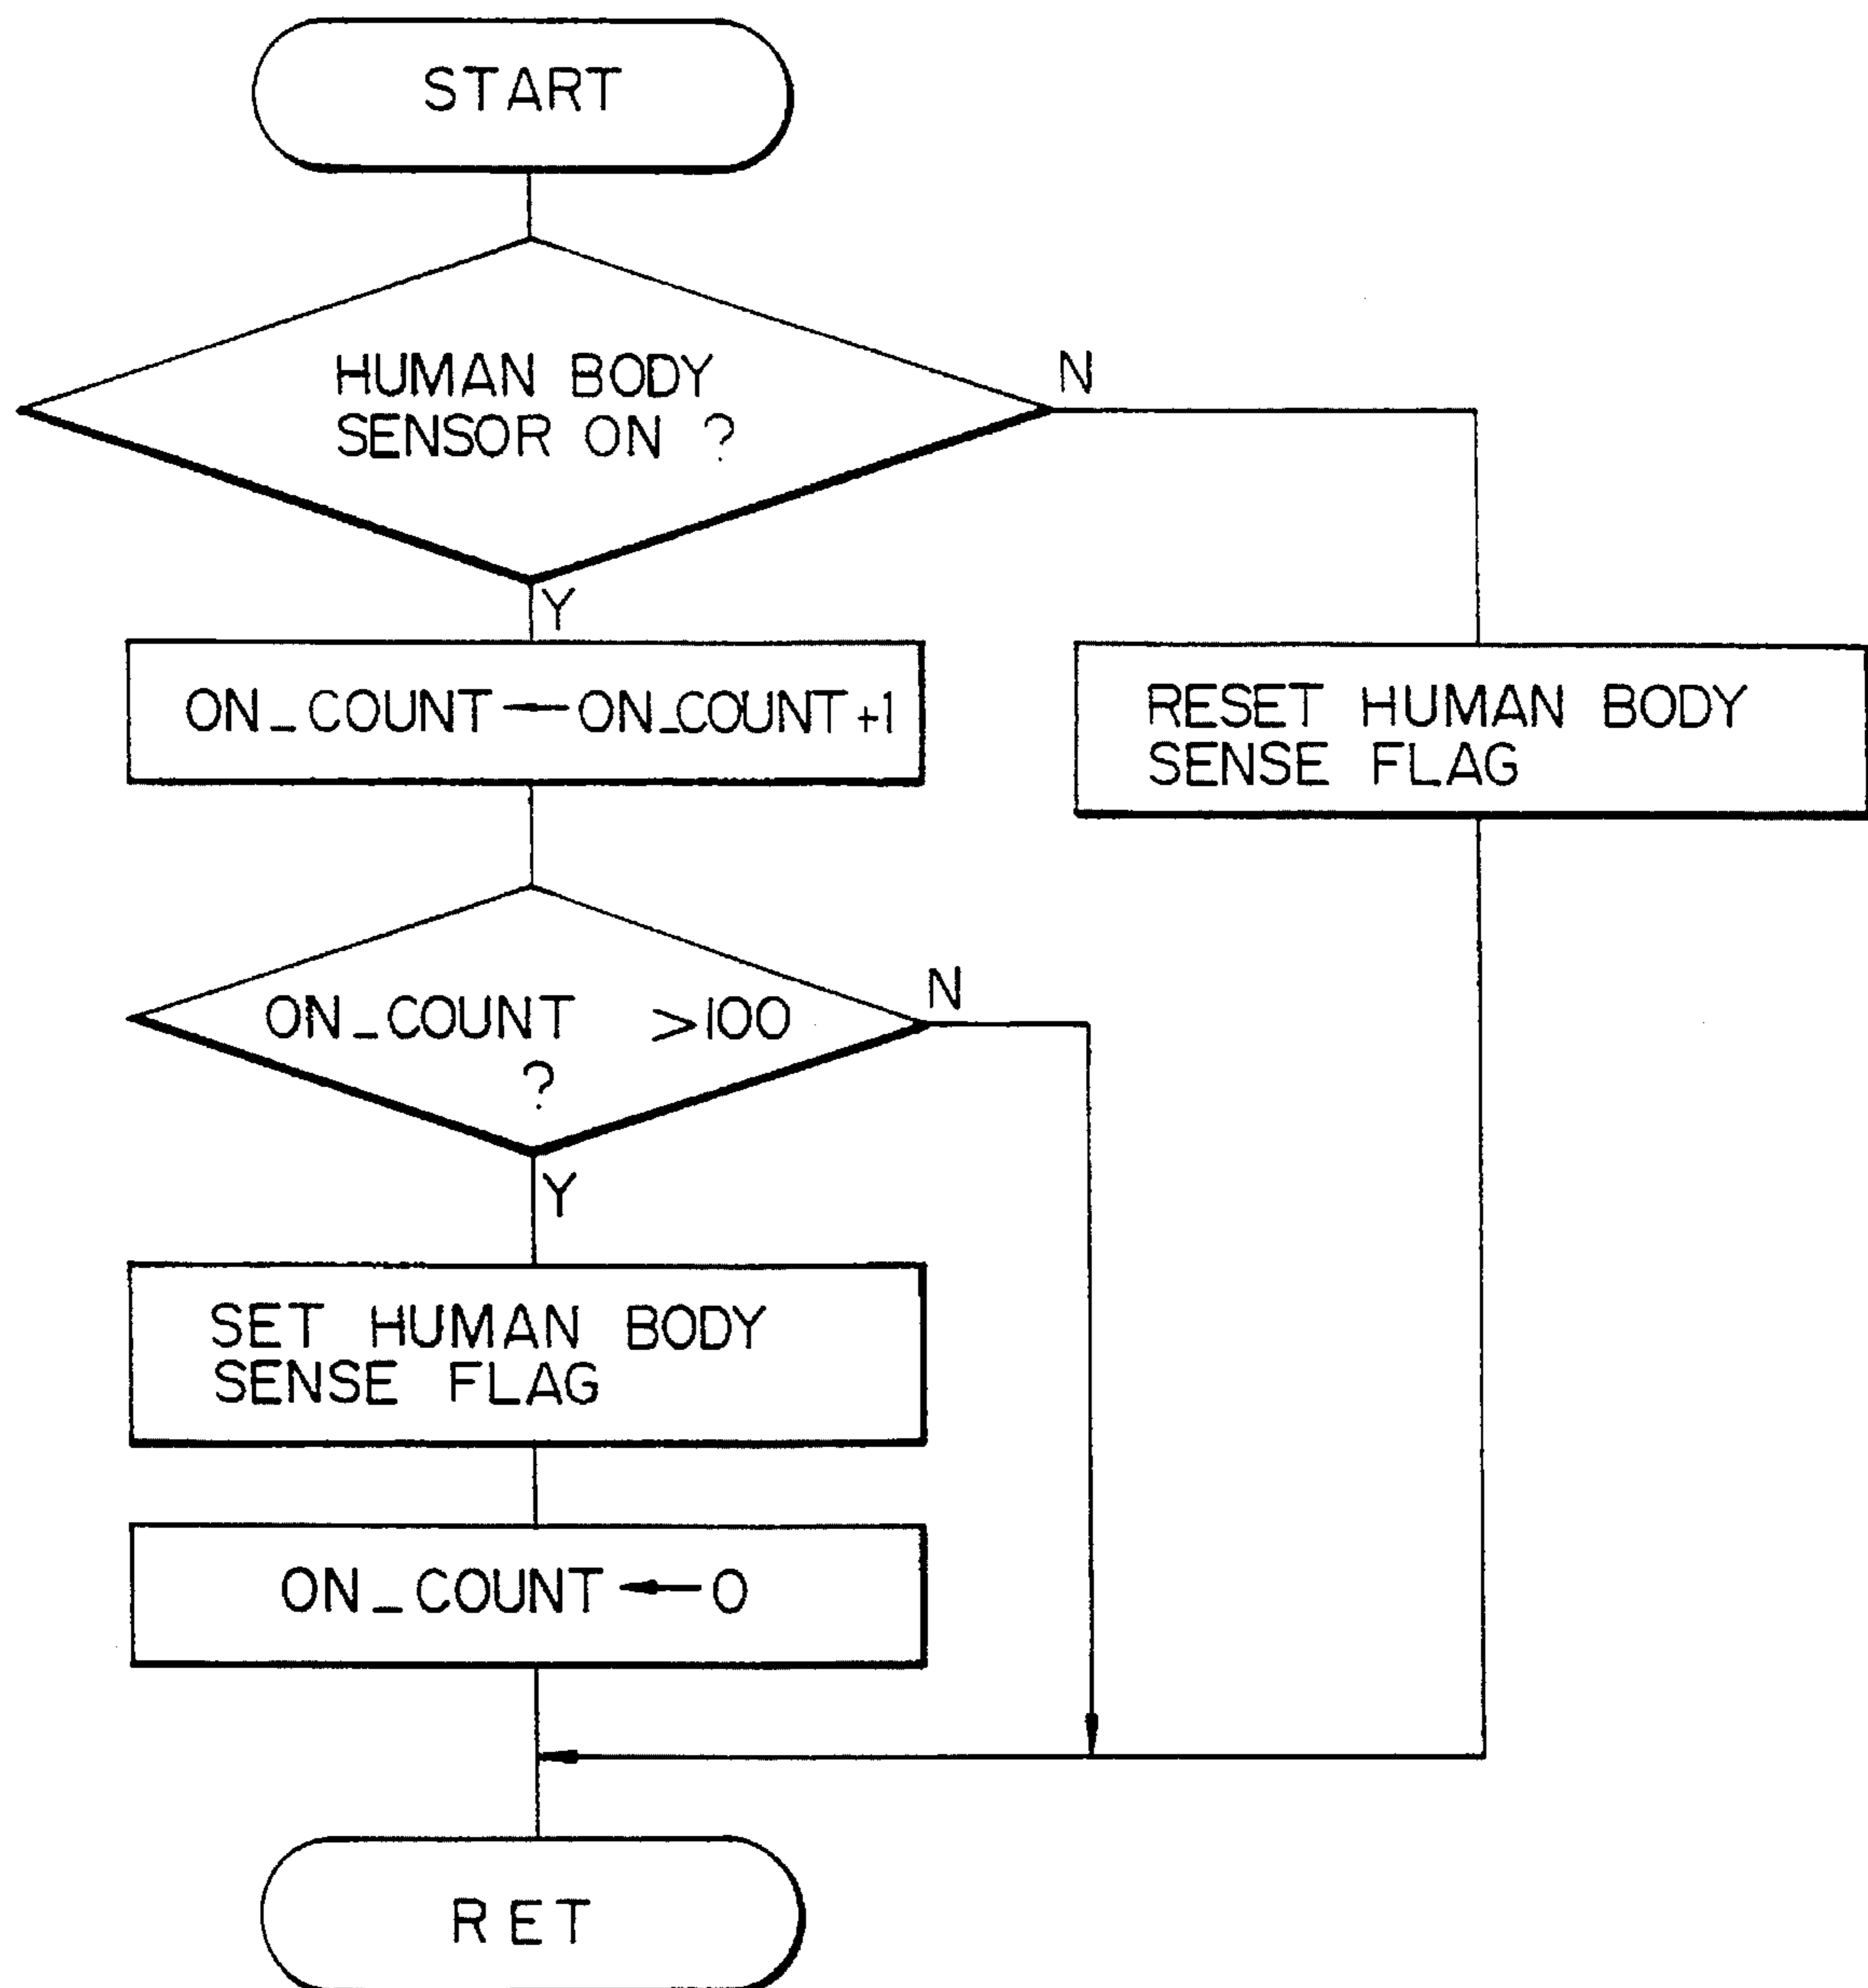 START
HUMAN BODY
SENSOR ON ?
N
Y
ON_COUNT ← ON_COUNT +1
RESET HUMAN BODY
SENSE FLAG
ON_COUNT >100
?
N
Y
SET HUMAN BODY
SENSE FLAG
ON_COUNT ← 0
RET